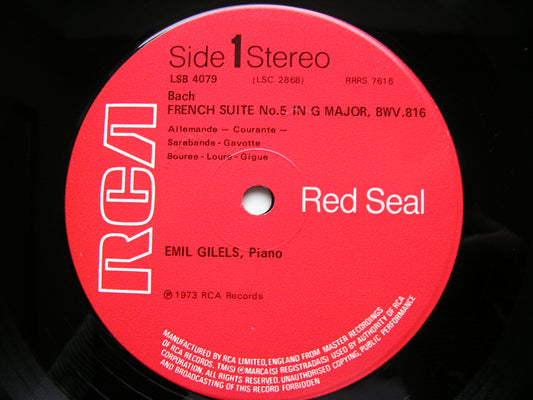 Side 1 Stereo
LSB 4079 (LSC 2868) RRRS 7616
Bach
FRENCH SUITE No.5 IN G MAJOR, BWV.816
Allemande – Courante –
Sarabande - Gavotte
Bouree - Loure - Gigue
RCA
Red Seal
EMIL GILELS, Piano
Ⓟ 1973 RCA Records
MANUFACTURED BY RCA LIMITED, ENGLAND FROM MASTER RECORDINGS
OF RCA RECORDS, TM(S) ® MARCA(S) REGISTRADA(S) USED BY AUTHORITY OF RCA
CORPORATION. ALL RIGHTS RESERVED. UNAUTHORISED COPYING, PUBLIC PERFORMANCE
AND BROADCASTING OF THIS RECORD FORBIDDEN